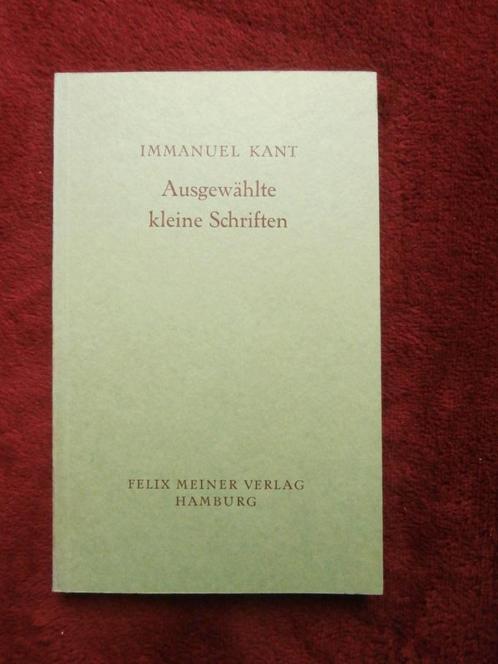 IMMANUEL KANT
Ausgewählte
kleine Schriften
FELIX MEINER VERLAG
HAMBURG